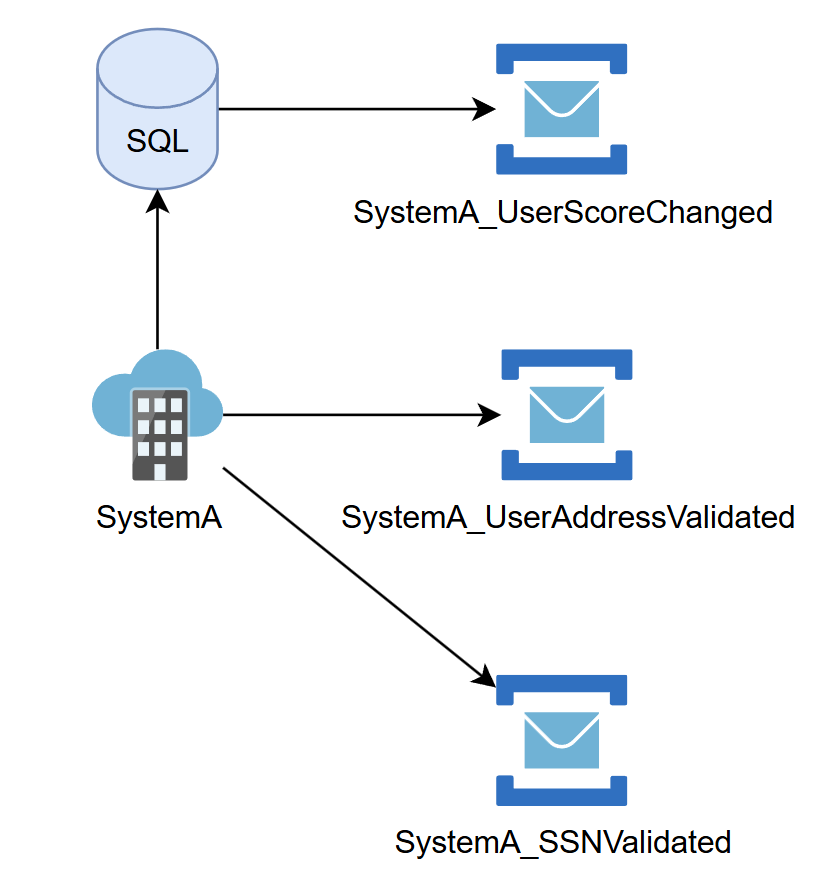 SQL
SystemA_UserScoreChanged
SystemA
SystemA_UserAddressValidated
SystemA_SSNValidated